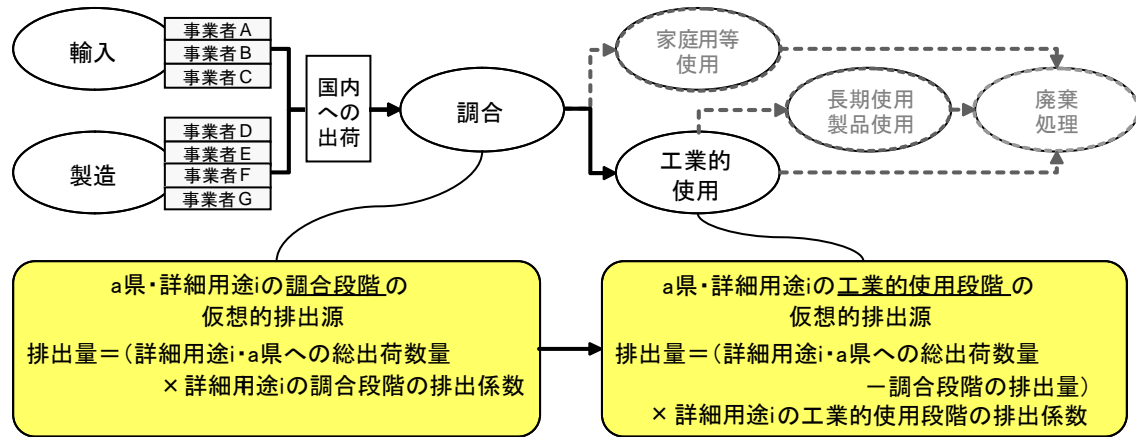 輸入
事業者A
事業者B
事業者C
製造
事業者D
事業者E
事業者F
事業者G
国内
への
出荷
調合
家庭用等
使用
工業的
使用
長期使用
製品使用
廃棄
処理
a県・詳細用途iの調合段階の
仮想的排出源
排出量＝(詳細用途i・a県への総出荷数量
×詳細用途iの調合段階の排出係数
a県・詳細用途iの工業的使用段階の
仮想的排出源
排出量＝(詳細用途i・a県への総出荷数量
－調合段階の排出量)
×詳細用途iの工業的使用段階の排出係数